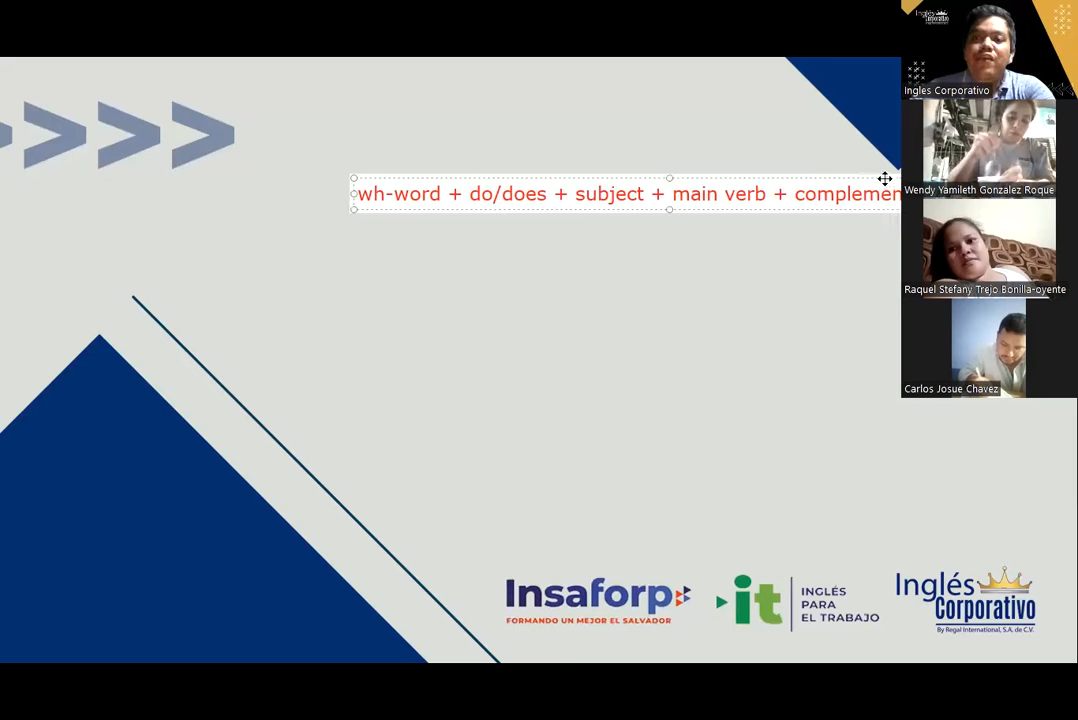 Inglés
Corporativo
Ingles Corporativo
Wendy Yamileth Gonzalez Roque
wh-word + do/does + subject + main verb + complemen
Raquel Stefany Trejo Bonilla-oyente
Carlos Josue Chavez
Insaforp
FORMANDO UN MEJOR EL SALVADOR
it
INGLÉS
PARA
EL TRABAJO
Inglés
Corporativo
By Regal International, S.A. de C.V.